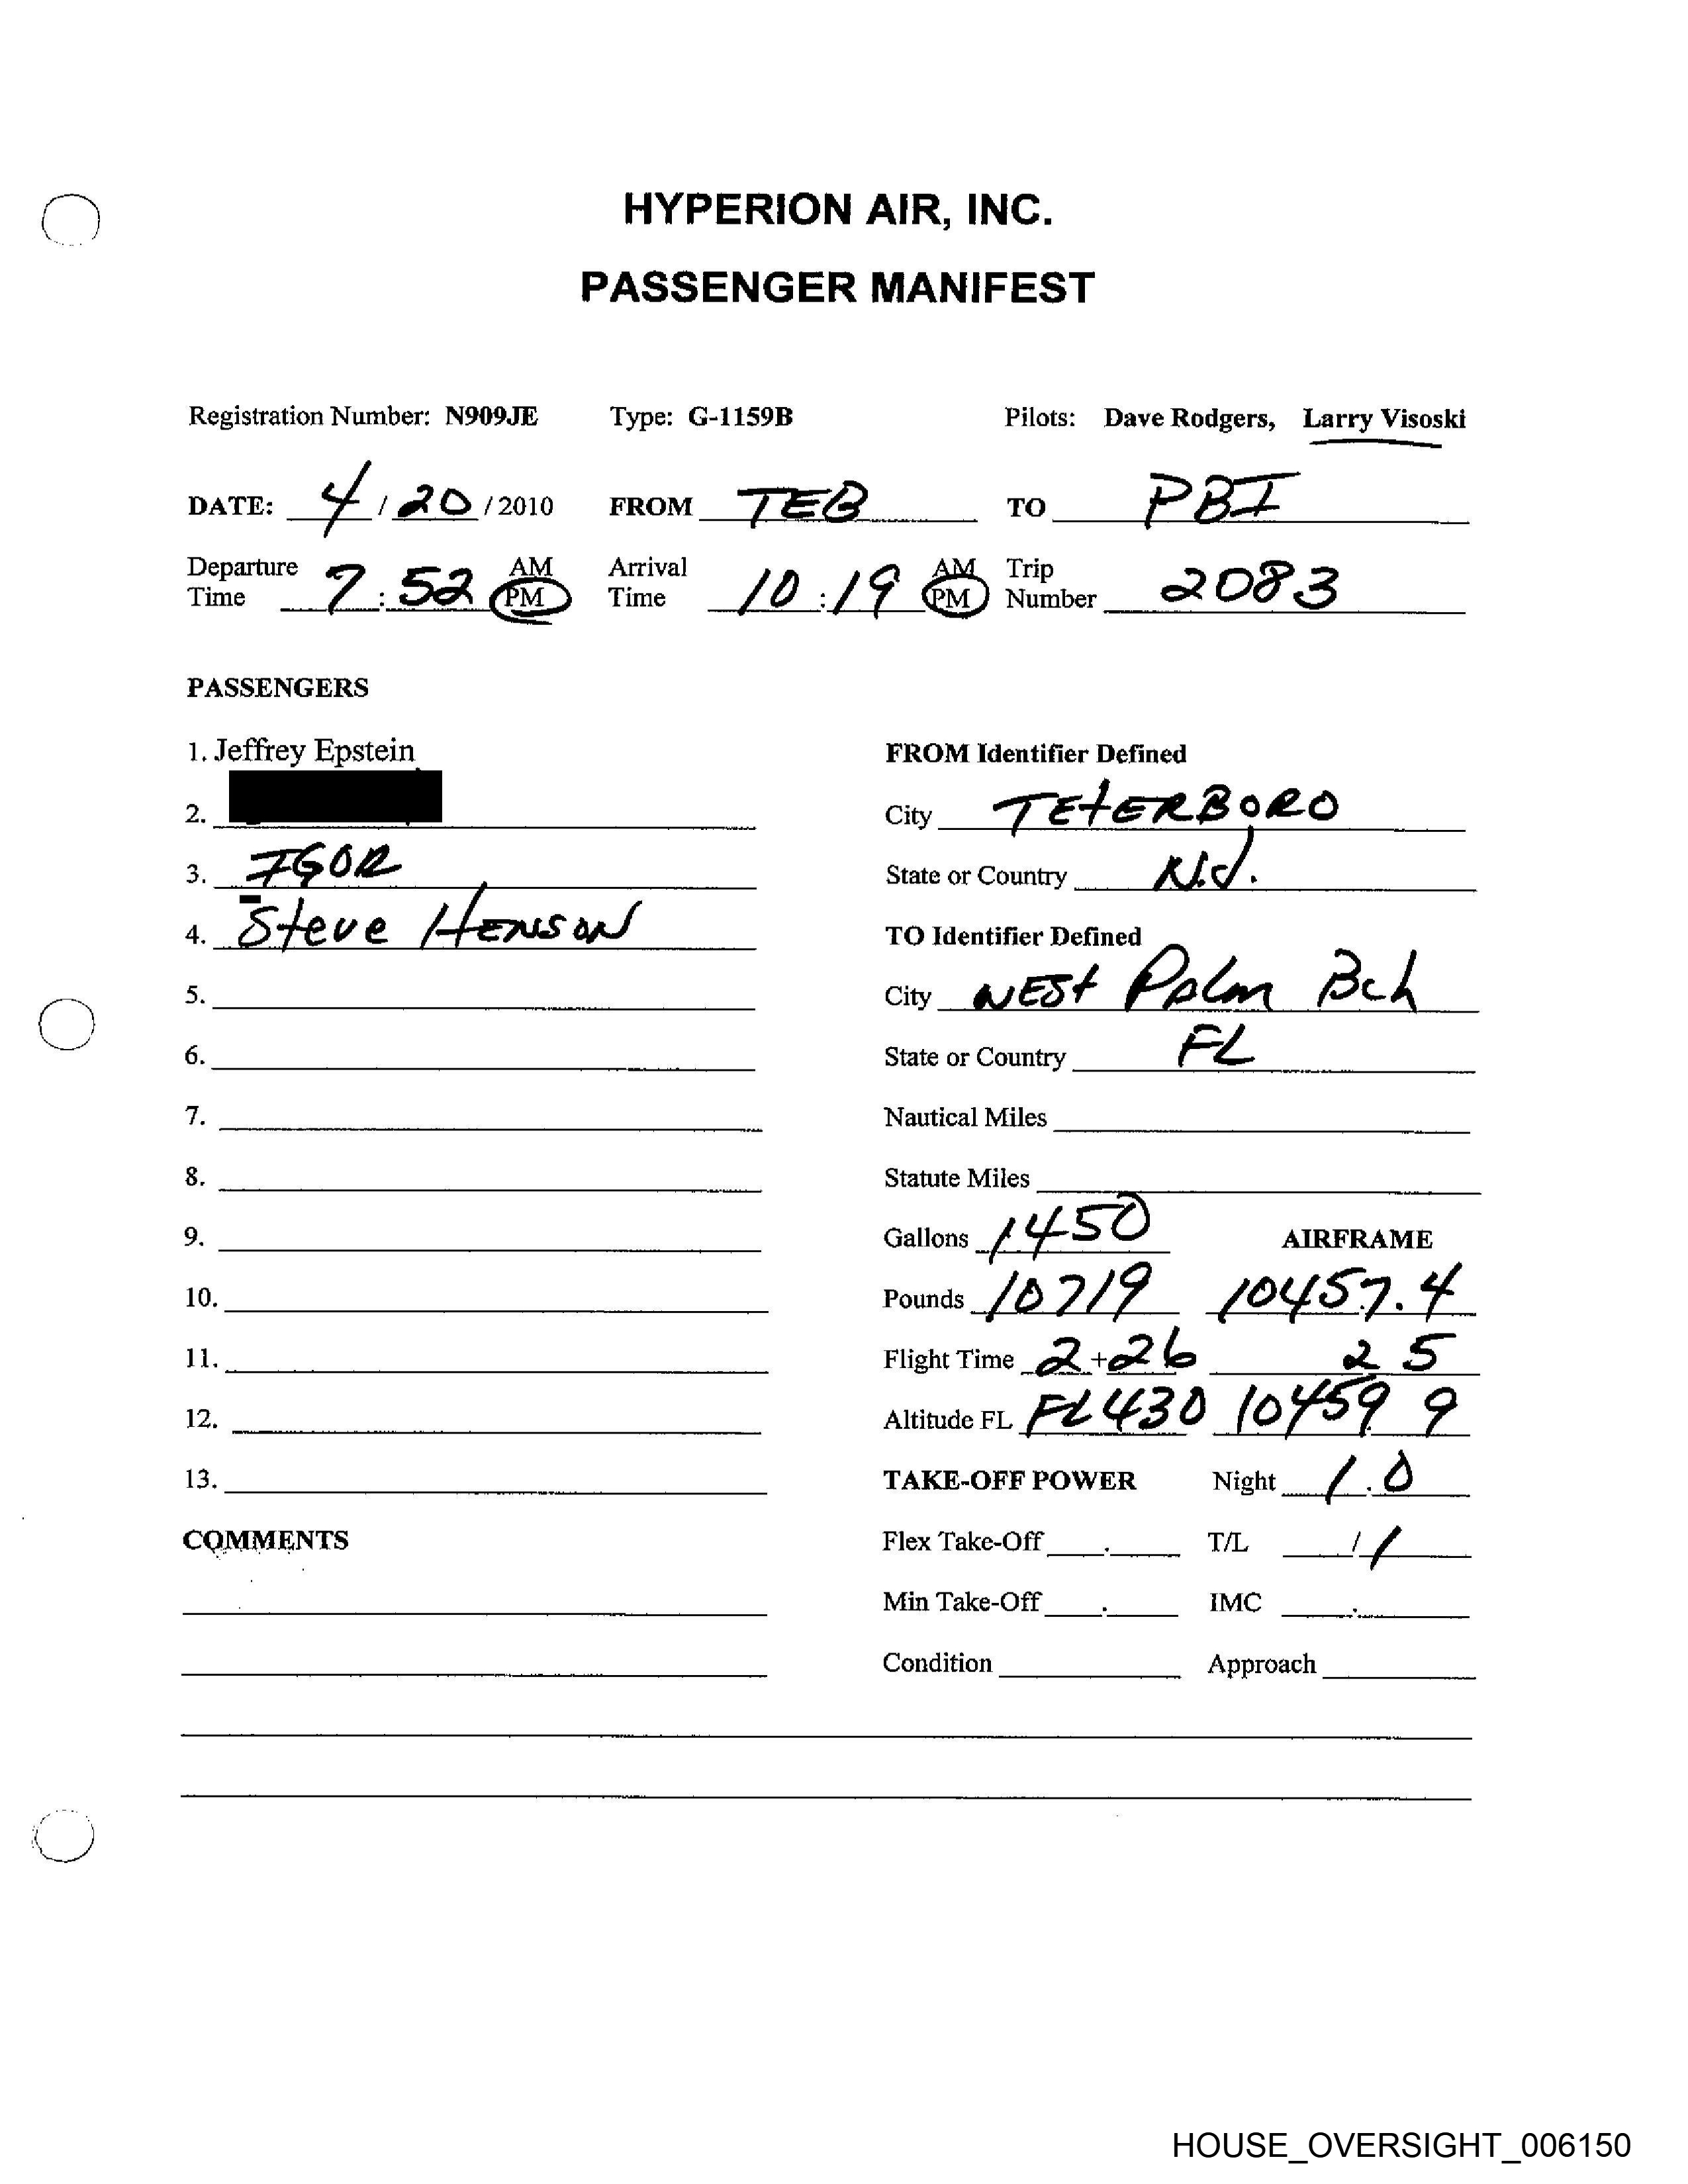 HYPERION AIR, INC.
PASSENGER MANIFEST
Registration Number: N909JE Type: G-1159B Pilots: Dave Rodgers, Larry Visoski
DATE: 4 / 20 / 2010 FROM TEB TO PBI
Departure Time 7:52 AM PM Arrival Time 10:19 AM PM Trip Number 2083
PASSENGERS
1. Jeffrey Epstein
2.
3. IGOR
4. Steve HENSON
5.
6.
7.
8.
9.
10.
11.
12.
13.
COMMENTS
FROM Identifier Defined
City TEtERBORO
State or Country N.J.
TO Identifier Defined
City WESt Palm Bch
State or Country FL
Nautical Miles
Statute Miles
Gallons 1450 AIRFRAME
Pounds 10719 10457.4
Flight Time 2+26 2 5
Altitude FL FL430 10459 9
TAKE-OFF POWER Night 1.0
Flex Take-Off . T/L / 1
Min Take-Off . IMC .
Condition Approach
HOUSE_OVERSIGHT_006150